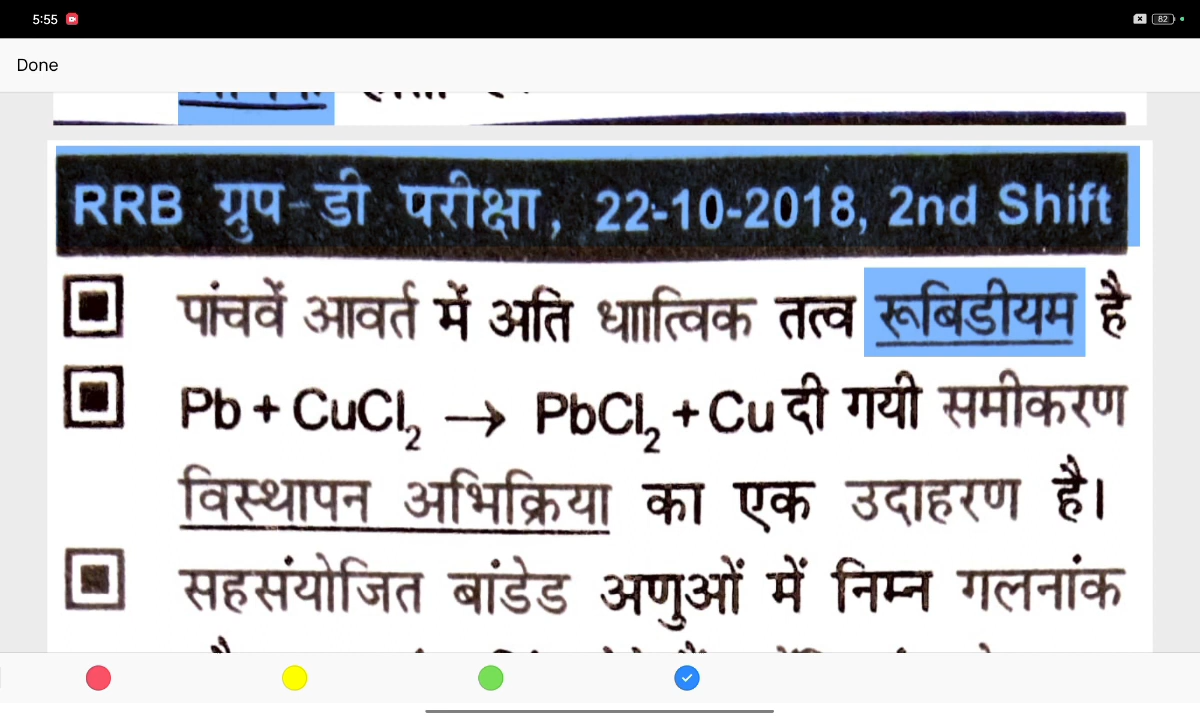 5:55
82
Done
RRB ग्रुप-डी परीक्षा, 22-10-2018, 2nd Shift
पांचवें आवर्त में अति धाात्विक तत्व रूबिडीयम है
Pb + CuCl₂ → PbCl₂ + Cu दी गयी समीकरण
विस्थापन अभिक्रिया का एक उदाहरण है।
सहसंयोजित बांडेड अणुओं में निम्न गलनांक